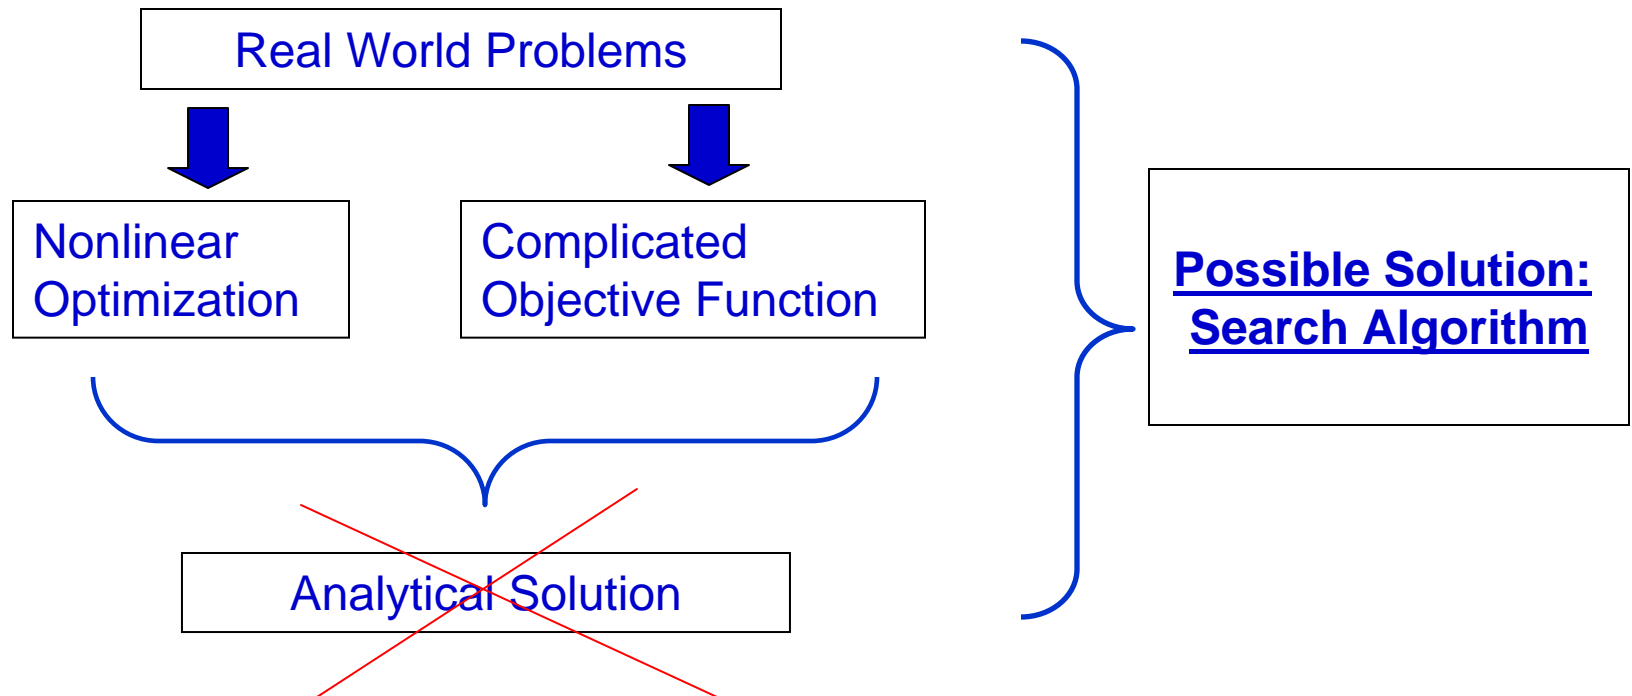 Real World Problems
Nonlinear
Optimization
Complicated
Objective Function
Analytical Solution
Possible Solution:
Search Algorithm